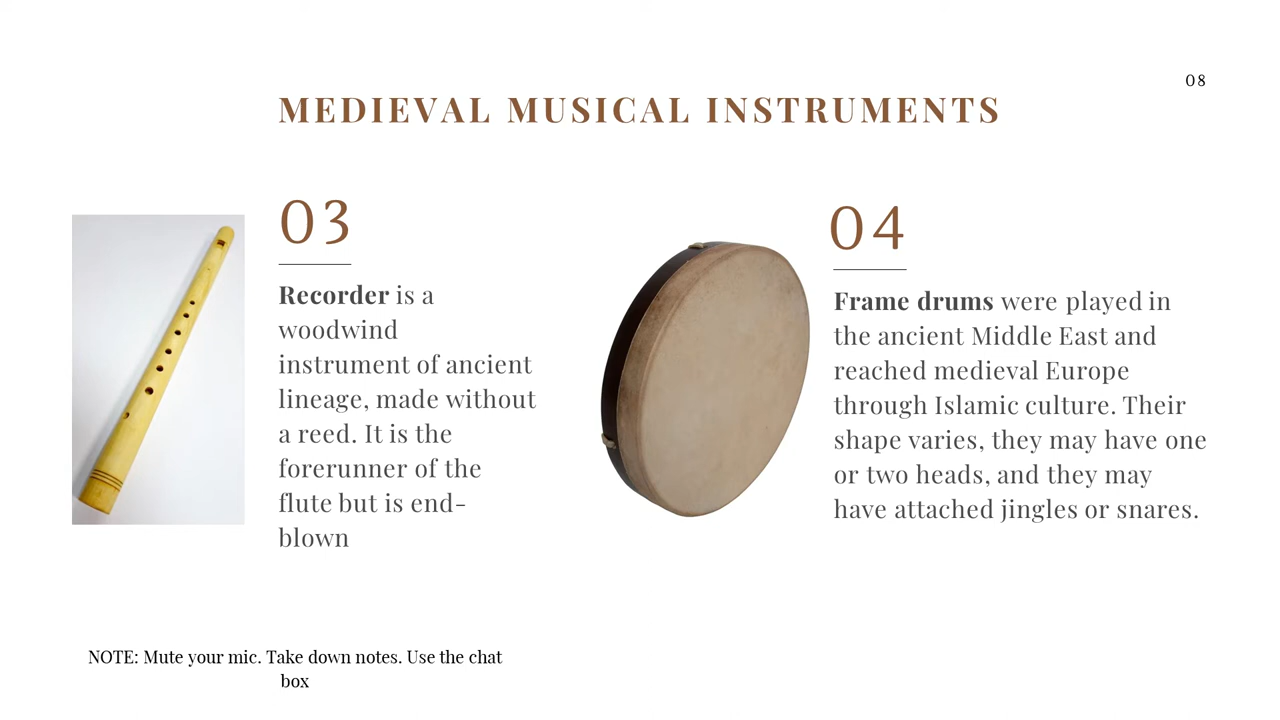 08
MEDIEVAL MUSICAL INSTRUMENTS
03
Recorder is a
woodwind
instrument of ancient
lineage, made without
a reed. It is the
forerunner of the
flute but is end-
blown
04
Frame drums were played in
the ancient Middle East and
reached medieval Europe
through Islamic culture. Their
shape varies, they may have one
or two heads, and they may
have attached jingles or snares.
NOTE: Mute your mic. Take down notes. Use the chat
box